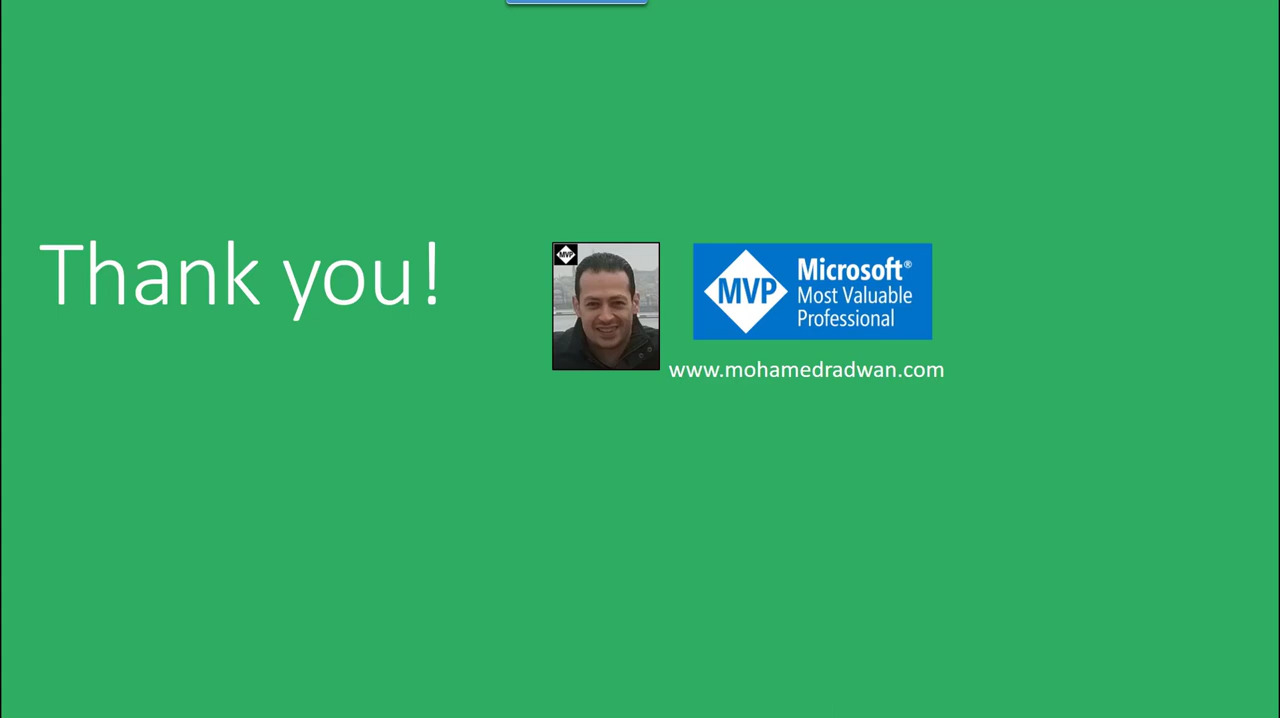 Thank you!
MVP
MVP
Microsoft®
Most Valuable
Professional
www.mohamedradwan.com